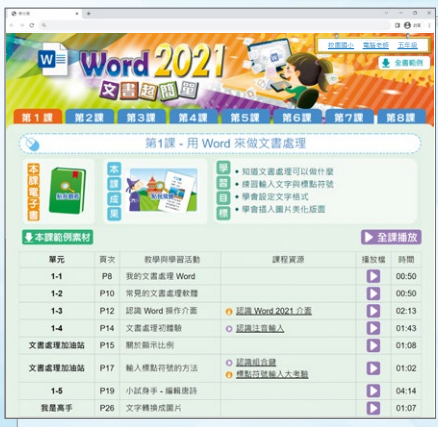 校園國小 電腦老師 五年級
W
Word 2021
文書超簡單
全書範例
第1課 第2課 第3課 第4課 第5課 第6課 第7課 第8課
第1課 - 用 Word 來做文書處理
本課電子書
本課成果
學習目標
• 知道文書處理可以做什麼
• 練習輸入文字與標點符號
• 學會設定文字格式
• 學會插入圖片美化版面
本課範例素材
全課播放
單元 頁次 教學與學習活動 課程資源 播放檔 時間
1-1 P8 我的文書處理 Word 00:50
1-2 P10 常見的文書處理軟體 00:50
1-3 P12 認識 Word 操作介面 認識 Word 2021 介面 02:13
1-4 P14 文書處理初體驗 認識注音輸入 01:43
文書處理加油站 P15 關於顯示比例 01:08
文書處理加油站 P17 輸入標點符號的方法 認識組合鍵 標點符號輸入大考驗 01:02
1-5 P19 小試身手 - 編輯唐詩 04:14
我是高手 P26 文字轉換成圖片 01:07